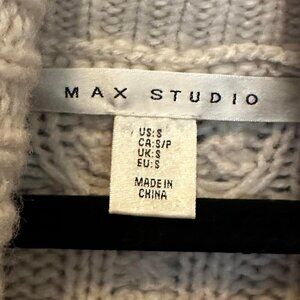 MAX STUDIO
US:S
CA:S/P
UK:S
EU:S
MADE IN
CHINA